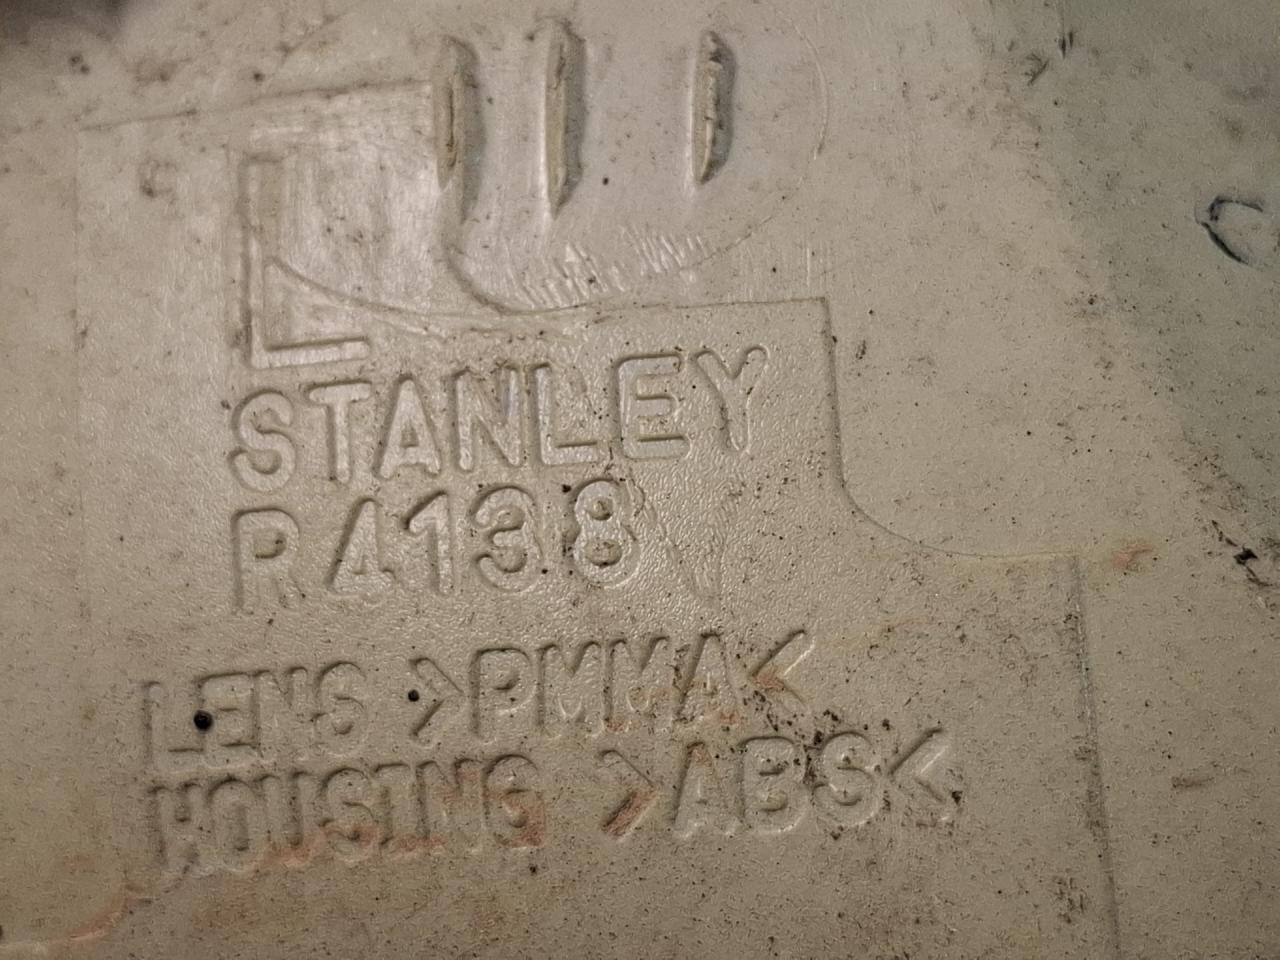 L
STANLEY
R4138
LENS >PMMA<
HOUSING >ABS<